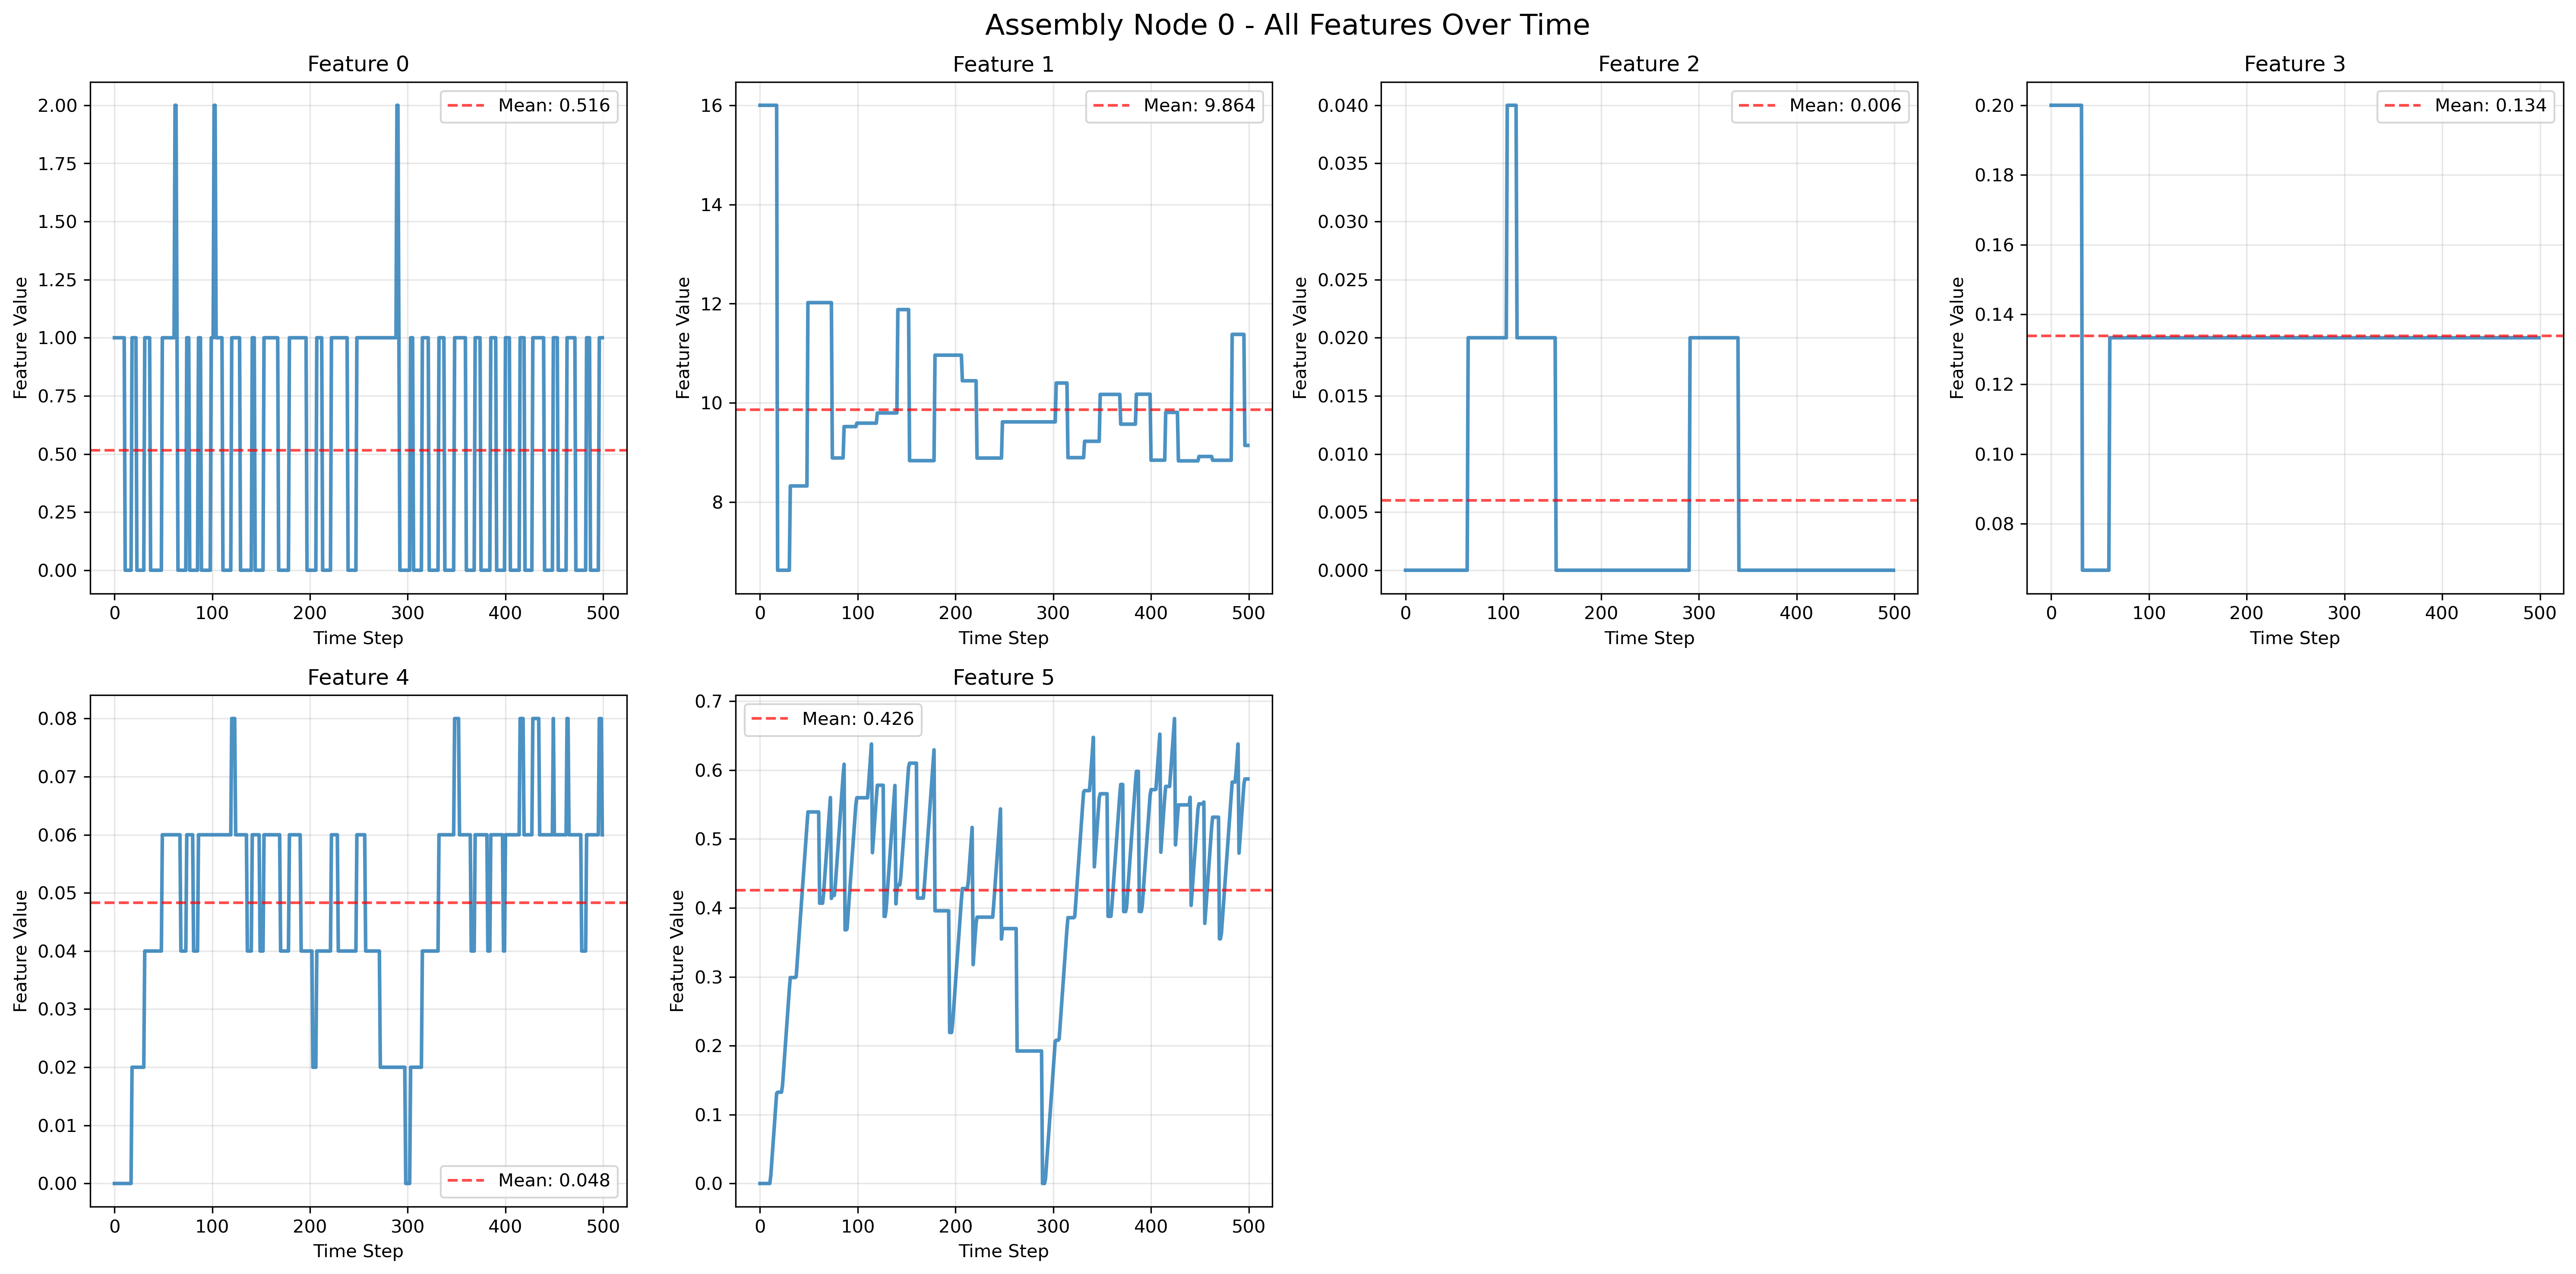 Assembly Node 0 - All Features Over Time
Feature 0
2.00
1.75
1.50
1.25
1.00
0.75
0.50
0.25
0.00
Feature Value
Mean: 0.516
0 100 200 300 400 500
Time Step
Feature 1
16
14
12
10
8
Feature Value
Mean: 9.864
0 100 200 300 400 500
Time Step
Feature 2
0.040
0.035
0.030
0.025
0.020
0.015
0.010
0.005
0.000
Feature Value
Mean: 0.006
0 100 200 300 400 500
Time Step
Feature 3
0.20
0.18
0.16
0.14
0.12
0.10
0.08
Feature Value
Mean: 0.134
0 100 200 300 400 500
Time Step
Feature 4
0.08
0.07
0.06
0.05
0.04
0.03
0.02
0.01
0.00
Feature Value
Mean: 0.048
0 100 200 300 400 500
Time Step
Feature 5
0.7
0.6
0.5
0.4
0.3
0.2
0.1
0.0
Feature Value
Mean: 0.426
0 100 200 300 400 500
Time Step